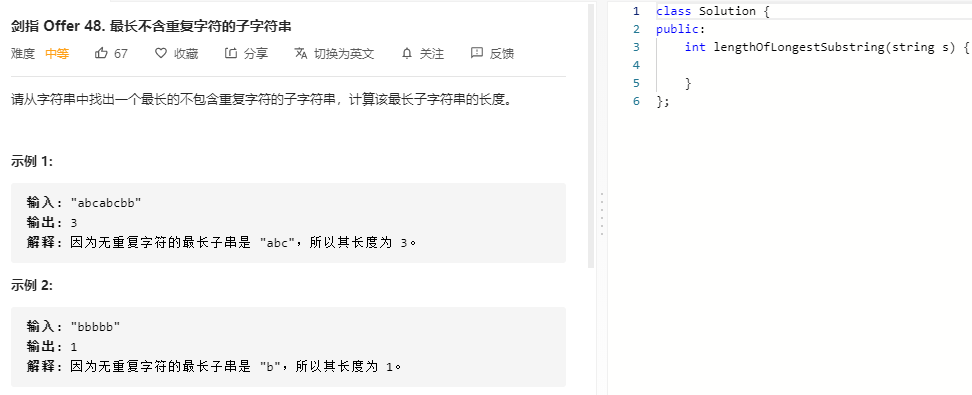 剑指 Offer 48. 最长不含重复字符的子字符串
难度 中等 67 收藏 分享 切换为英文 关注 反馈
请从字符串中找出一个最长的不包含重复字符的子字符串，计算该最长子字符串的长度。
示例 1:
输入: "abcabcbb"
输出: 3
解释: 因为无重复字符的最长子串是 "abc"，所以其长度为 3。
示例 2:
输入: "bbbbb"
输出: 1
解释: 因为无重复字符的最长子串是 "b"，所以其长度为 1。
1 class Solution {
2 public:
3     int lengthOfLongestSubstring(string s) {
4
5     }
6 };